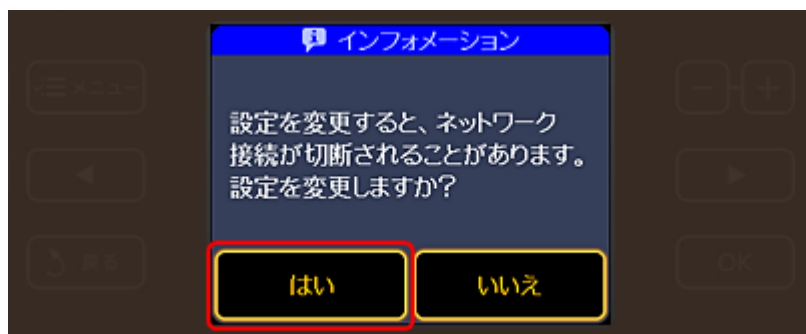 インフォメーション
メニュー
- +
設定を変更すると、ネットワーク
接続が切断されることがあります。
設定を変更しますか?
戻る
はい
いいえ
OK